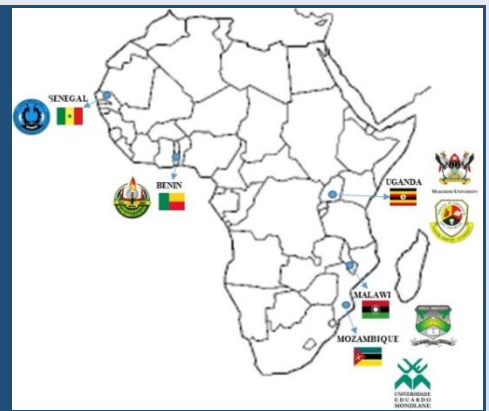 SENEGAL
BENIN
UGANDA
MAKERERE UNIVERSITY
MALAWI
MOZAMBIQUE
UNIVERSIDADE
EDUARDO
MONDLANE